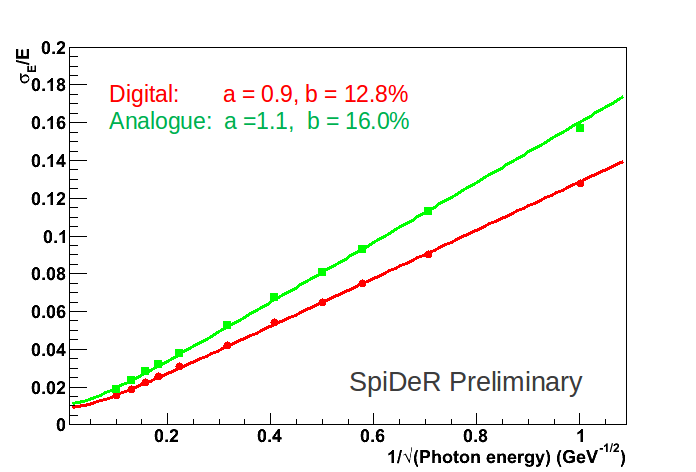 σE/E
0.2
0.18
0.16
0.14
0.12
0.1
0.08
0.06
0.04
0.02
0
Digital: a = 0.9, b = 12.8%
Analogue: a =1.1, b = 16.0%
SpiDeR Preliminary
0.2 0.4 0.6 0.8 1
1/√(Photon energy) (GeV-1/2)